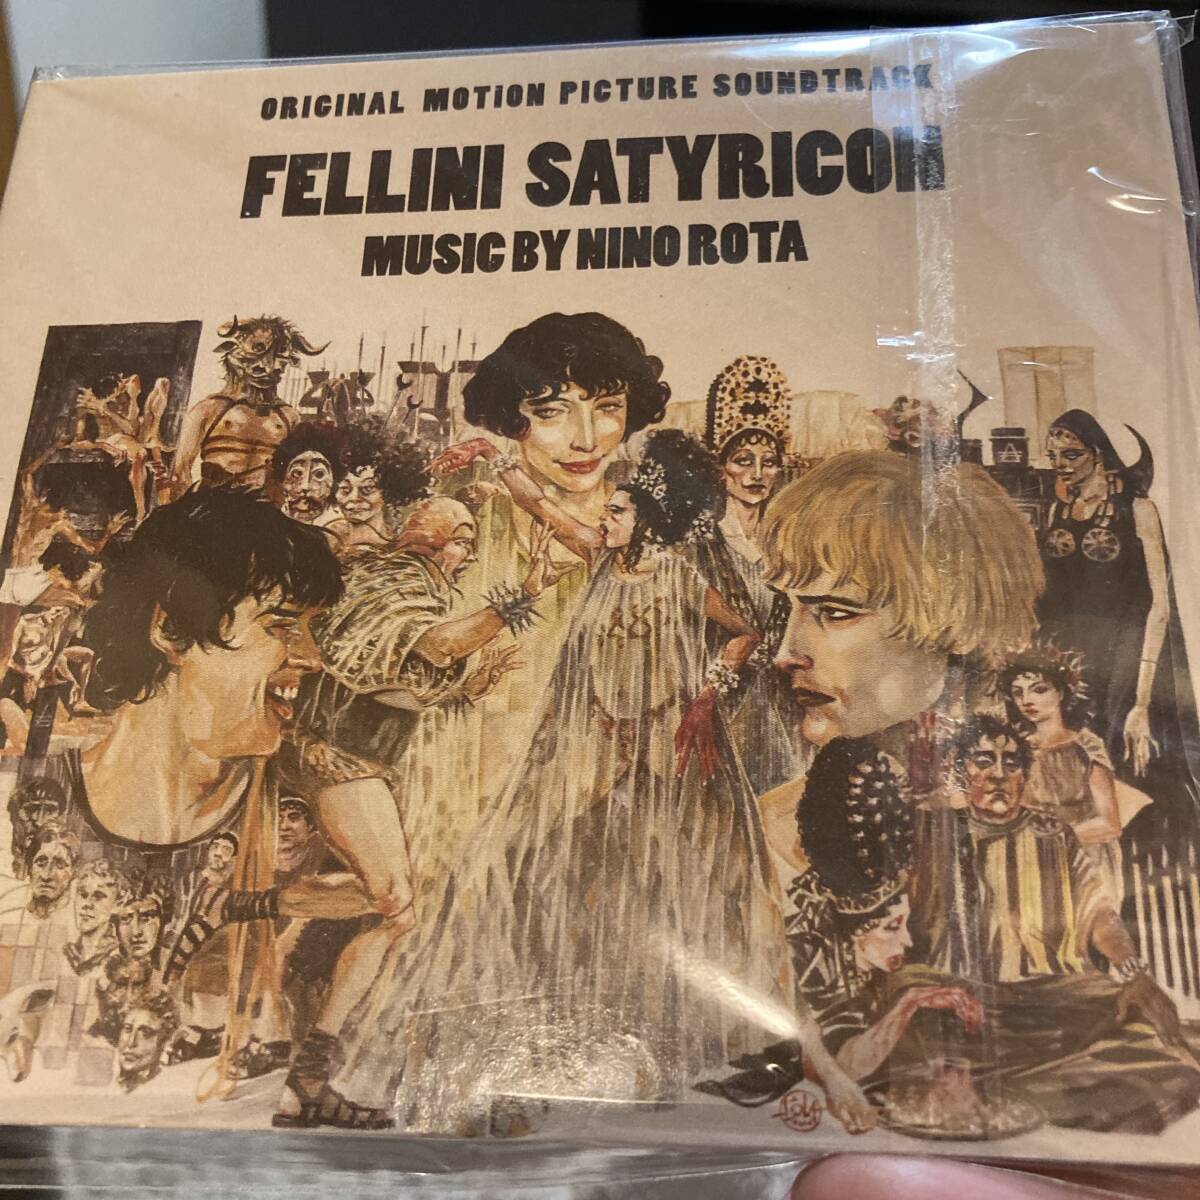 ORIGINAL MOTION PICTURE SOUNDTRACK
FELLINI SATYRICON
MUSIC BY NINO ROTA